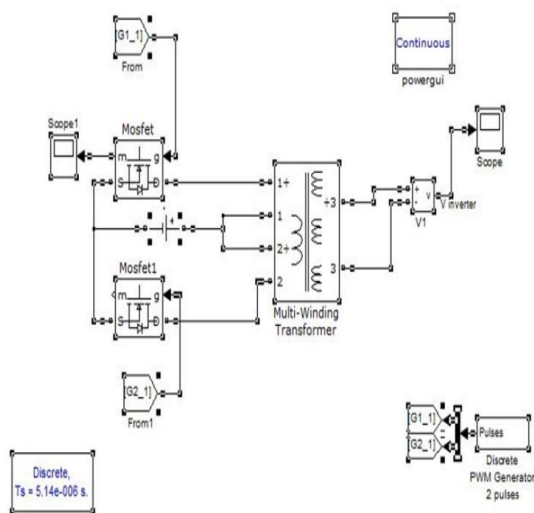 [G1_1]
From
Continuous
powergui
Scope1
Mosfet
m g
S D
Scope
1+
1
2+
2
+3
3
Multi-Winding
Transformer
+
-
v
V1
V inverter
Mosfet1
m g
S D
+
[G2_1]
From1
[G1_1]
[G2_1]
Pulses
Discrete
PWM Generator
2 pulses
Discrete,
Ts = 5.14e-006 s.